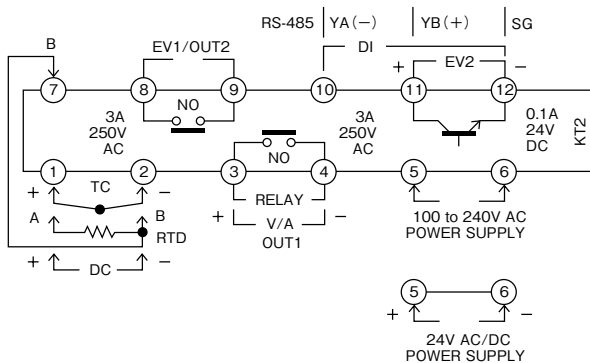 RS-485 YA(−) YB(+) SG
B EV1/OUT2 DI
+ EV2 −
7 8 9 10 11 12
NO
3A
250V
AC
3A
250V
AC
0.1A
24V
DC
KT2
NO
1 2 3 4 5 6
+ TC − RELAY
A B + V/A −
RTD OUT1
100 to 240V AC
POWER SUPPLY
+ DC −
5 6
+ −
24V AC/DC
POWER SUPPLY